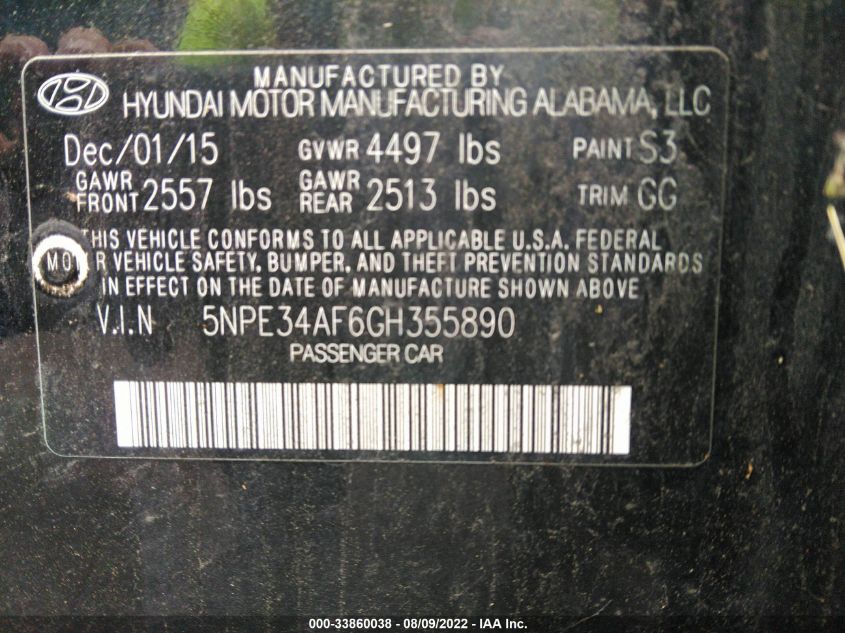 MANUFACTURED BY
HYUNDAI MOTOR MANUFACTURING ALABAMA, LLC
Dec/01/15 GVWR 4497 lbs PAINT S3
GAWR FRONT 2557 lbs GAWR REAR 2513 lbs TRIM GG
THIS VEHICLE CONFORMS TO ALL APPLICABLE U.S.A. FEDERAL
MOTOR VEHICLE SAFETY, BUMPER, AND THEFT PREVENTION STANDARDS
IN EFFECT ON THE DATE OF MANUFACTURE SHOWN ABOVE
V.I.N 5NPE34AF6GH355890
PASSENGER CAR
000-33860038 - 08/09/2022 - IAA Inc.